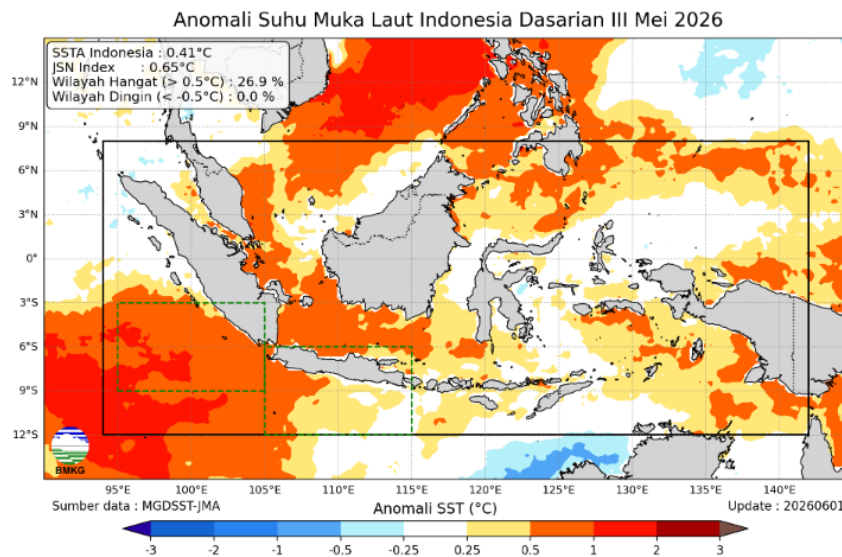 Anomali Suhu Muka Laut Indonesia Dasarian III Mei 2026
SSTA Indonesia : 0.41°C
JSN Index : 0.65°C
Wilayah Hangat (> 0.5°C) : 26.9 %
Wilayah Dingin (< -0.5°C) : 0.0 %
15°N
12°N
9°N
6°N
3°N
0°
3°S
6°S
9°S
12°S
BMKG
95°E 100°E 105°E 110°E 115°E 120°E 125°E 130°E 135°E 140°E
Sumber data : MGDSST-JMA Anomali SST (°C) Update : 20260601
-3 -2 -1 -0.5 -0.25 0.25 0.5 1 2 3